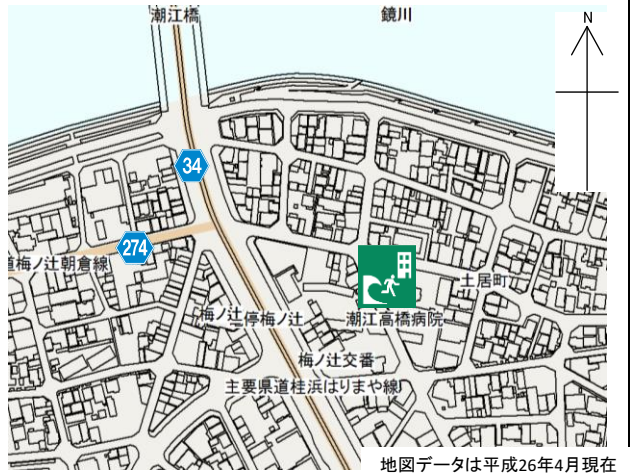 潮江橋
鏡川
N
34
274
道梅ノ辻朝倉線
土居町
梅ノ辻
停梅ノ辻
潮江高橋病院
梅ノ辻交番
主要県道桂浜はりまや線
地図データは平成26年4月現在